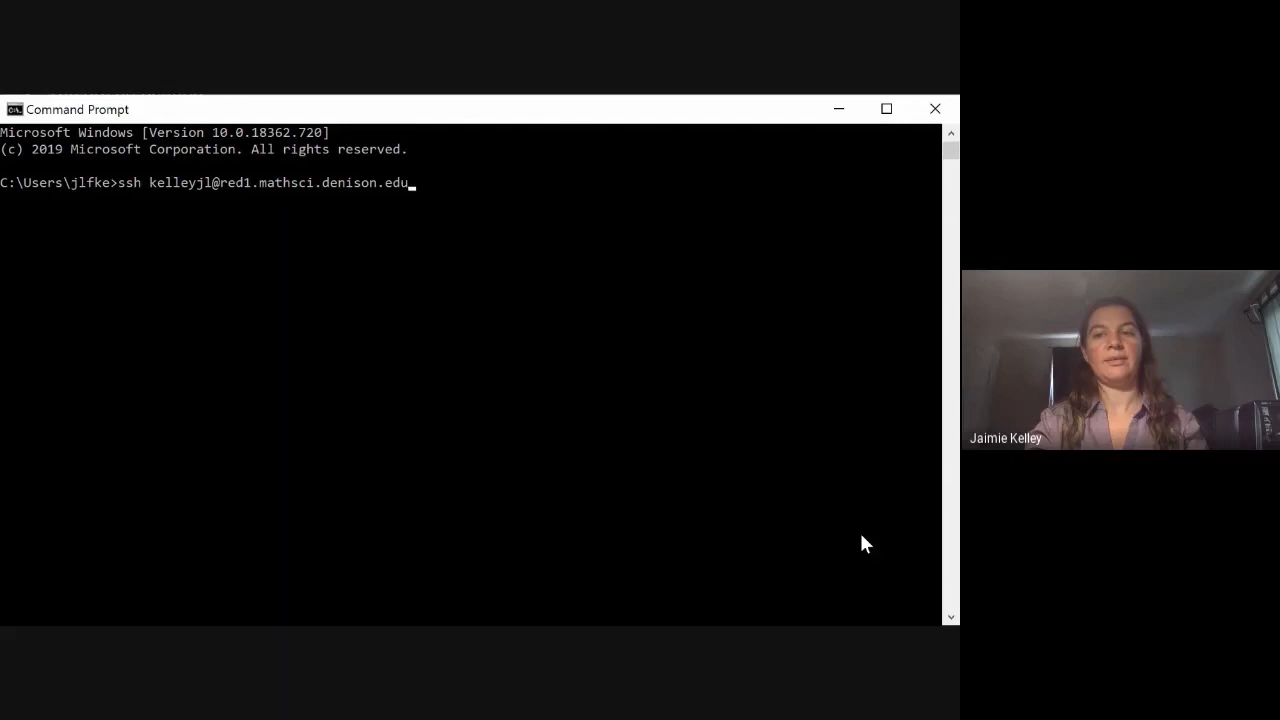 Command Prompt
Microsoft Windows [Version 10.0.18362.720]
(c) 2019 Microsoft Corporation. All rights reserved.
C:\Users\jlfke>ssh kelleyjl@red1.mathsci.denison.edu
Jaimie Kelley